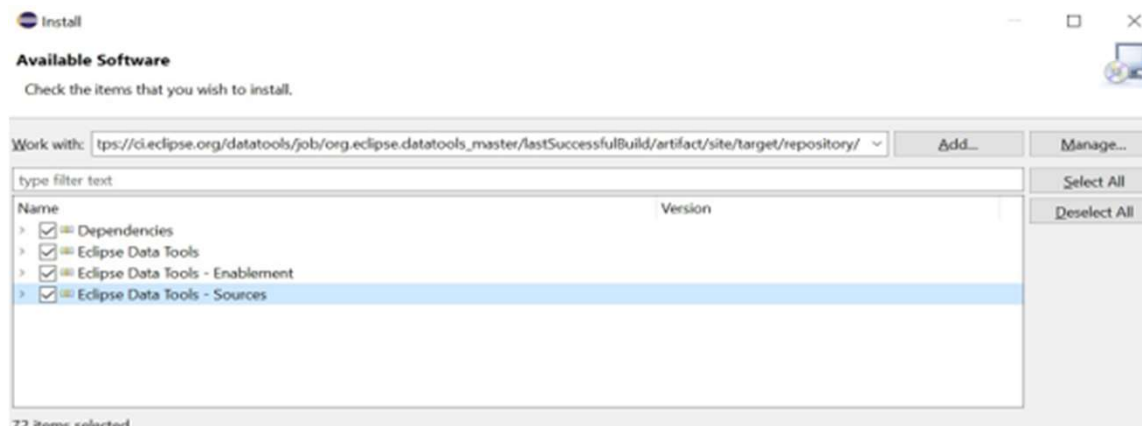 Install
Available Software
Check the items that you wish to install.
Work with: tps://ci.eclipse.org/datatools/job/org.eclipse.datatools_master/lastSuccessfulBuild/artifact/site/target/repository/ Add... Manage...
type filter text Select All
Name Version Deselect All
Dependencies
Eclipse Data Tools
Eclipse Data Tools - Enablement
Eclipse Data Tools - Sources
72 items selected